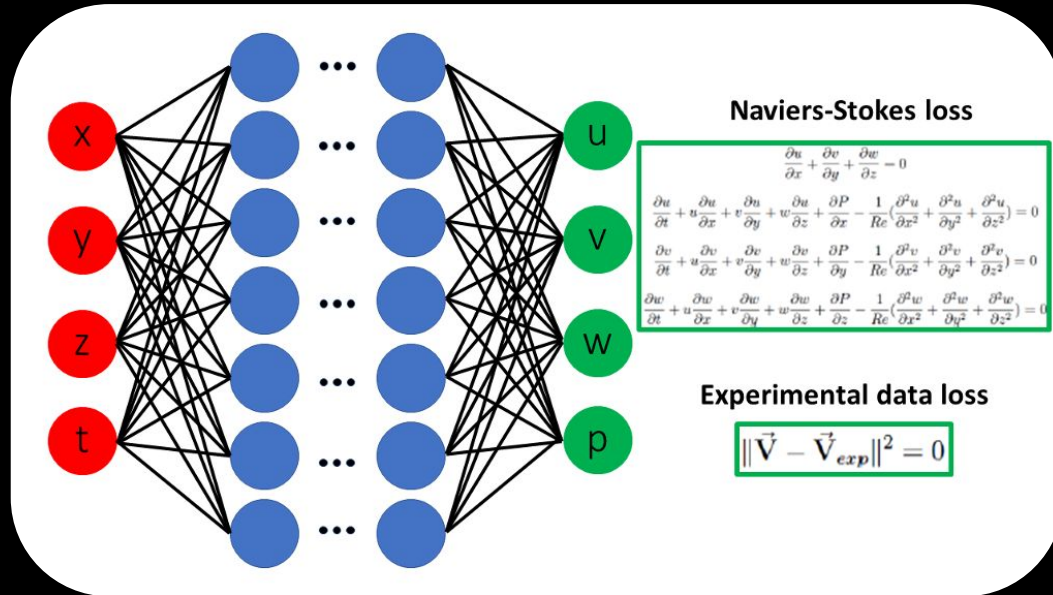 x
y
z
t
...
...
...
...
...
...
...
u
v
w
p
Naviers-Stokes loss
∂u/∂x + ∂v/∂y + ∂w/∂z − 0
∂u/∂t + u ∂u/∂x + v ∂u/∂y + w ∂u/∂z + ∂P/∂x − 1/Re (∂²u/∂x² + ∂²u/∂y² + ∂²u/∂z²) = 0
∂v/∂t + u ∂v/∂x + v ∂v/∂y + w ∂v/∂z + ∂P/∂y − 1/Re (∂²v/∂x² + ∂²v/∂y² + ∂²v/∂z²) = 0
∂w/∂t + u ∂w/∂x + v ∂w/∂y + w ∂w/∂z + ∂P/∂z − 1/Re (∂²w/∂x² + ∂²w/∂y² + ∂²w/∂z²) = 0
Experimental data loss
‖V⃗ − V⃗exp‖² = 0